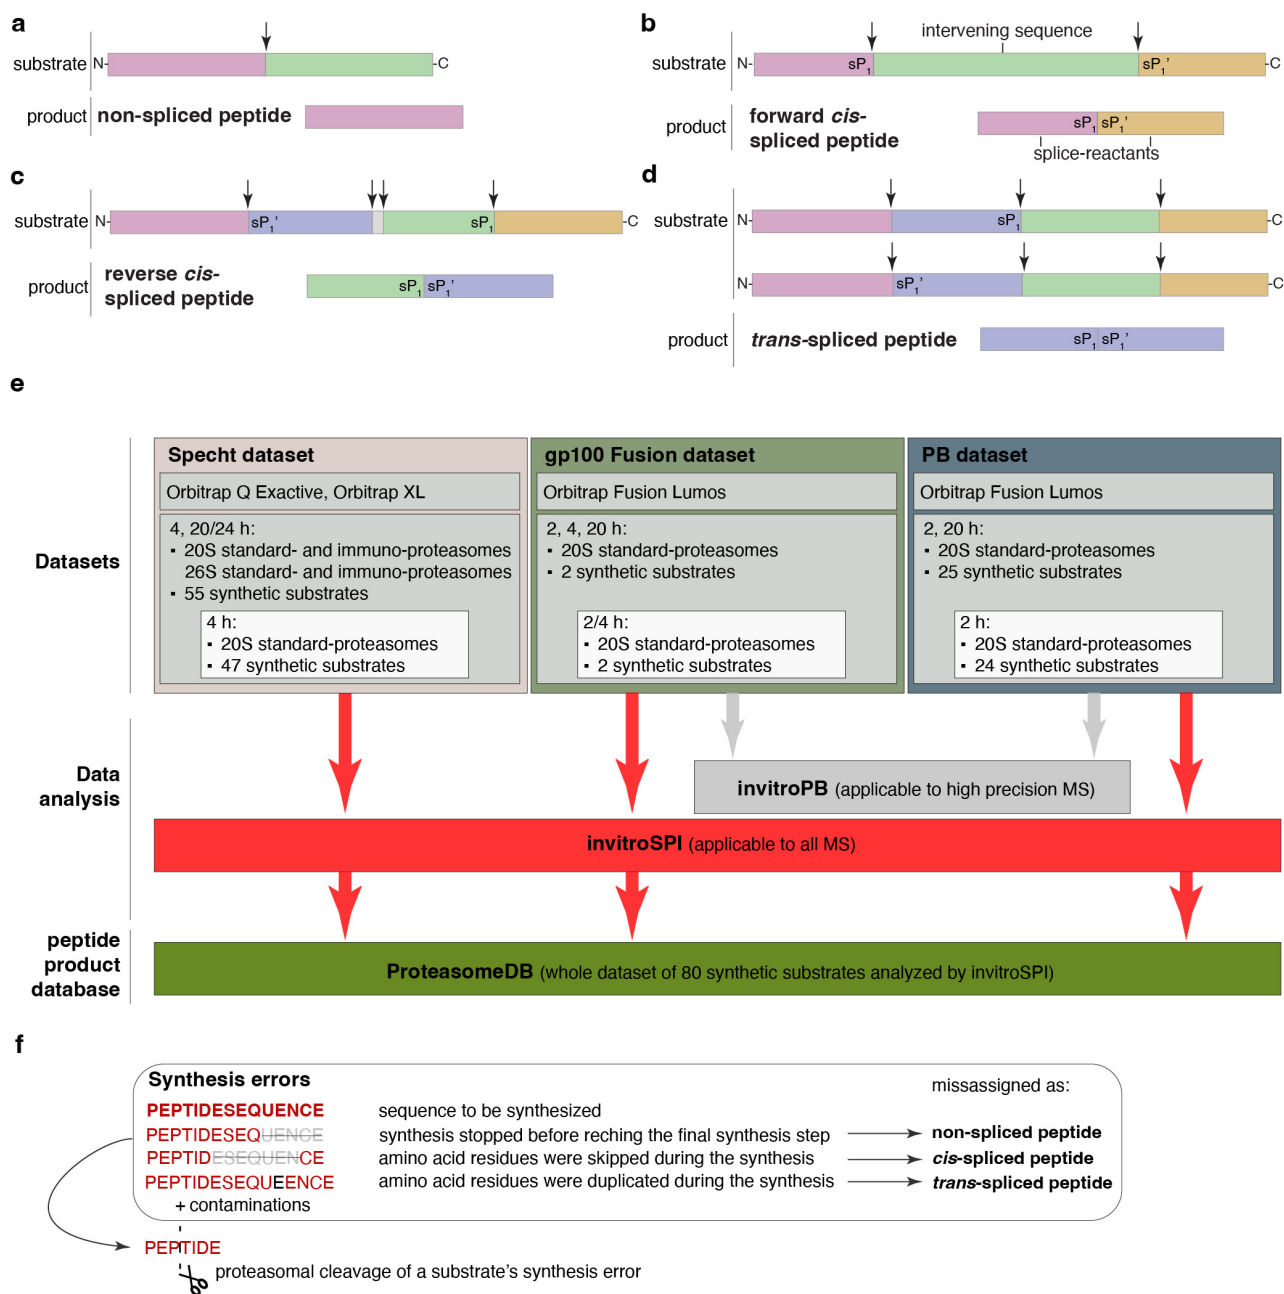 a
substrate N- -C
product non-spliced peptide
b
intervening sequence
substrate N- sP1 sP1' -C
product forward cis-
spliced peptide
sP1 sP1'
splice-reactants
c
substrate N- sP1' sP1 -C
product reverse cis-
spliced peptide
sP1 sP1'
d
substrate N- sP1 -C
N- sP1' -C
product trans-spliced peptide
sP1 sP1'
e
Datasets
Specht dataset
Orbitrap Q Exactive, Orbitrap XL
4, 20/24 h:
▪ 20S standard- and immuno-proteasomes
26S standard- and immuno-proteasomes
▪ 55 synthetic substrates
4 h:
▪ 20S standard-proteasomes
▪ 47 synthetic substrates
gp100 Fusion dataset
Orbitrap Fusion Lumos
2, 4, 20 h:
▪ 20S standard-proteasomes
▪ 2 synthetic substrates
2/4 h:
▪ 20S standard-proteasomes
▪ 2 synthetic substrates
PB dataset
Orbitrap Fusion Lumos
2, 20 h:
▪ 20S standard-proteasomes
▪ 25 synthetic substrates
2 h:
▪ 20S standard-proteasomes
▪ 24 synthetic substrates
Data
analysis
invitroPB (applicable to high precision MS)
invitroSPI (applicable to all MS)
peptide
product
database
ProteasomeDB (whole dataset of 80 synthetic substrates analyzed by invitroSPI)
f
Synthesis errors
missassigned as:
PEPTIDESEQUENCE sequence to be synthesized
PEPTIDESEQUENCE synthesis stopped before reching the final synthesis step non-spliced peptide
PEPTIDESEQUENCE amino acid residues were skipped during the synthesis cis-spliced peptide
PEPTIDESEQUEENCE amino acid residues were duplicated during the synthesis trans-spliced peptide
+ contaminations
PEPTIDE
proteasomal cleavage of a substrate's synthesis error